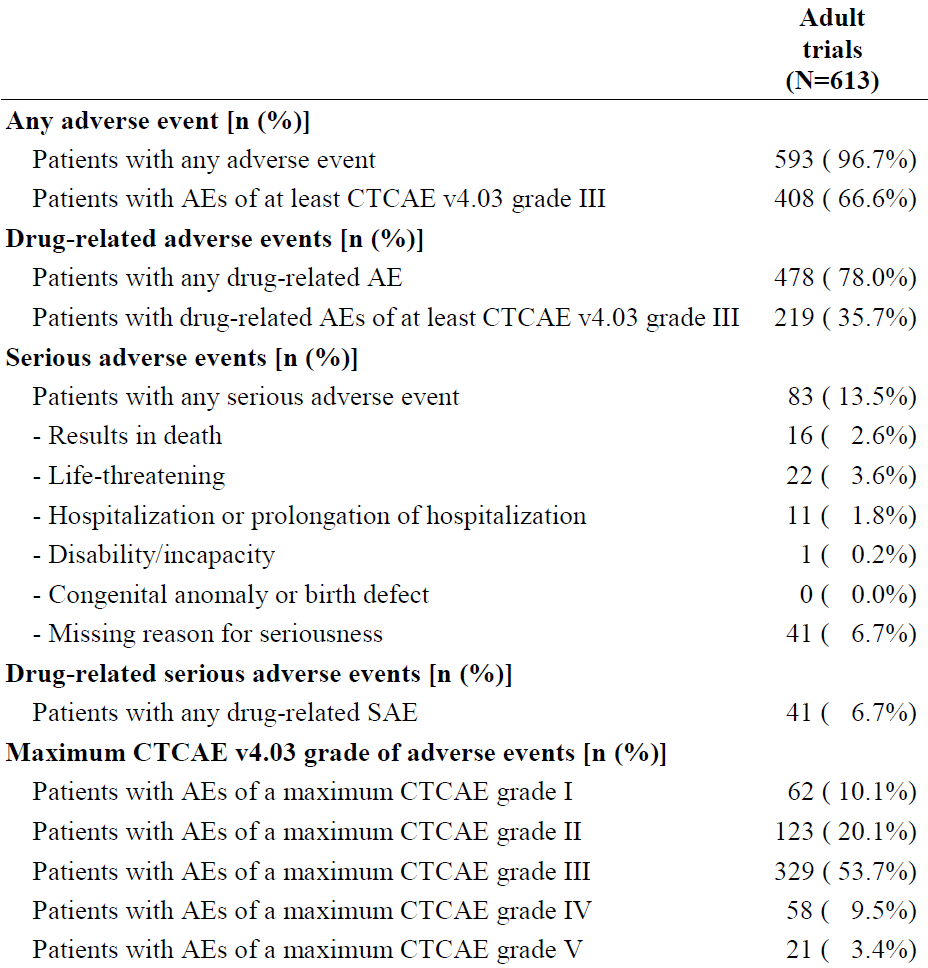 Adult
trials
(N=613)
Any adverse event [n (%)]
Patients with any adverse event 593 ( 96.7%)
Patients with AEs of at least CTCAE v4.03 grade III 408 ( 66.6%)
Drug-related adverse events [n (%)]
Patients with any drug-related AE 478 ( 78.0%)
Patients with drug-related AEs of at least CTCAE v4.03 grade III 219 ( 35.7%)
Serious adverse events [n (%)]
Patients with any serious adverse event 83 ( 13.5%)
- Results in death 16 ( 2.6%)
- Life-threatening 22 ( 3.6%)
- Hospitalization or prolongation of hospitalization 11 ( 1.8%)
- Disability/incapacity 1 ( 0.2%)
- Congenital anomaly or birth defect 0 ( 0.0%)
- Missing reason for seriousness 41 ( 6.7%)
Drug-related serious adverse events [n (%)]
Patients with any drug-related SAE 41 ( 6.7%)
Maximum CTCAE v4.03 grade of adverse events [n (%)]
Patients with AEs of a maximum CTCAE grade I 62 ( 10.1%)
Patients with AEs of a maximum CTCAE grade II 123 ( 20.1%)
Patients with AEs of a maximum CTCAE grade III 329 ( 53.7%)
Patients with AEs of a maximum CTCAE grade IV 58 ( 9.5%)
Patients with AEs of a maximum CTCAE grade V 21 ( 3.4%)